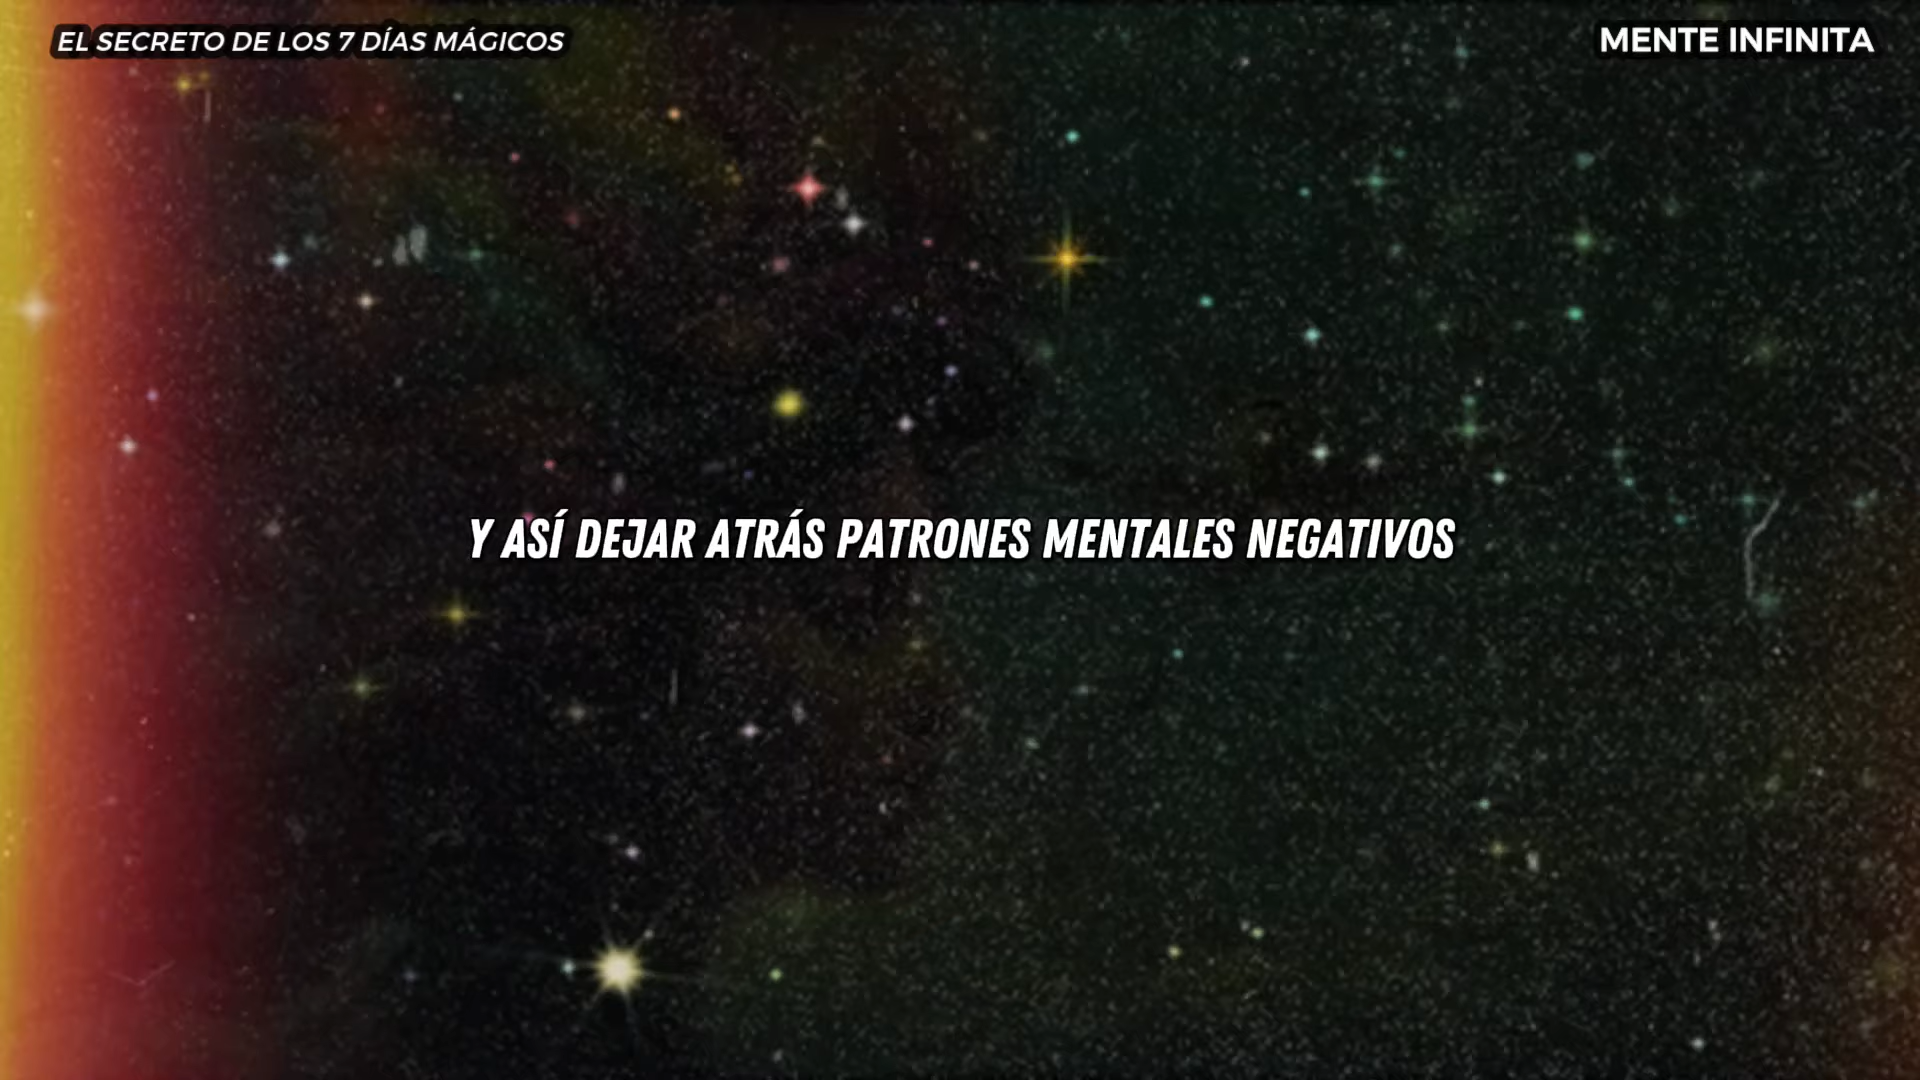 EL SECRETO DE LOS 7 DÍAS MÁGICOS
MENTE INFINITA
Y ASÍ DEJAR ATRÁS PATRONES MENTALES NEGATIVOS